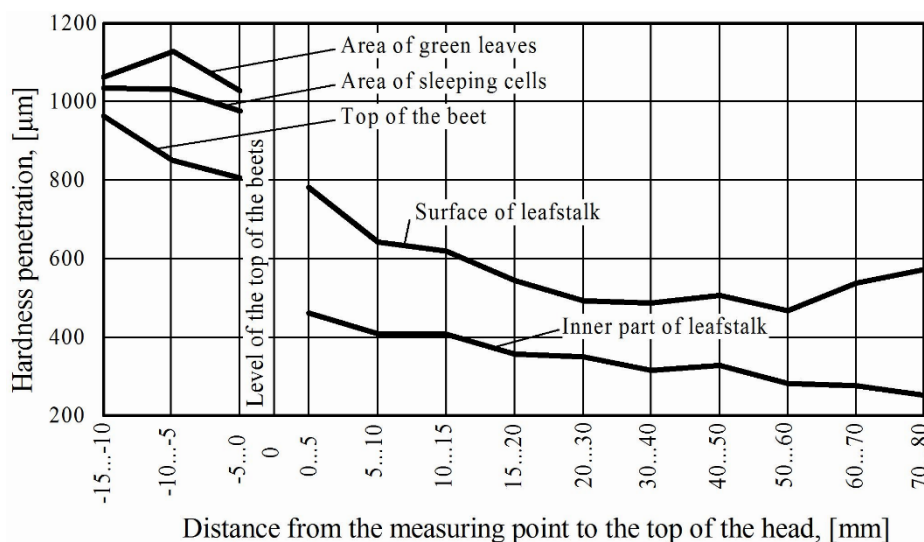 1200
1000
800
600
400
200
Hardness penetration, [µm]
Area of green leaves
Area of sleeping cells
Top of the beet
Level of the top of the beets
Surface of leafstalk
Inner part of leafstalk
-15...-10
-10...-5
-5...0
0
0...5
5...10
10...15
15...20
20...30
30...40
40...50
50...60
60...70
70...80
Distance from the measuring point to the top of the head, [mm]